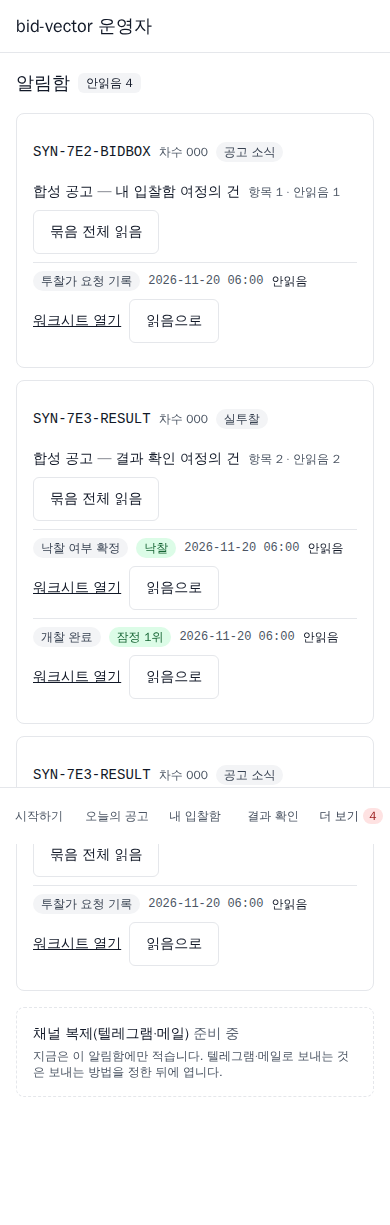 bid-vector 운영자
알림함 안읽음 4
SYN-7E2-BIDBOX 차수 000 공고 소식
합성 공고 — 내 입찰함 여정의 건 항목 1 · 안읽음 1
묶음 전체 읽음
투찰가 요청 기록 2026-11-20 06:00 안읽음
워크시트 열기 읽음으로
SYN-7E3-RESULT 차수 000 실투찰
합성 공고 — 결과 확인 여정의 건 항목 2 · 안읽음 2
묶음 전체 읽음
낙찰 여부 확정 낙찰 2026-11-20 06:00 안읽음
워크시트 열기 읽음으로
개찰 완료 잠정 1위 2026-11-20 06:00 안읽음
워크시트 열기 읽음으로
SYN-7E3-RESULT 차수 000 공고 소식
시작하기 오늘의 공고 내 입찰함 결과 확인 더 보기 4
묶음 전체 읽음
투찰가 요청 기록 2026-11-20 06:00 안읽음
워크시트 열기 읽음으로
채널 복제(텔레그램·메일) 준비 중
지금은 이 알림함에만 적습니다. 텔레그램·메일로 보내는 것
은 보내는 방법을 정한 뒤에 엽니다.